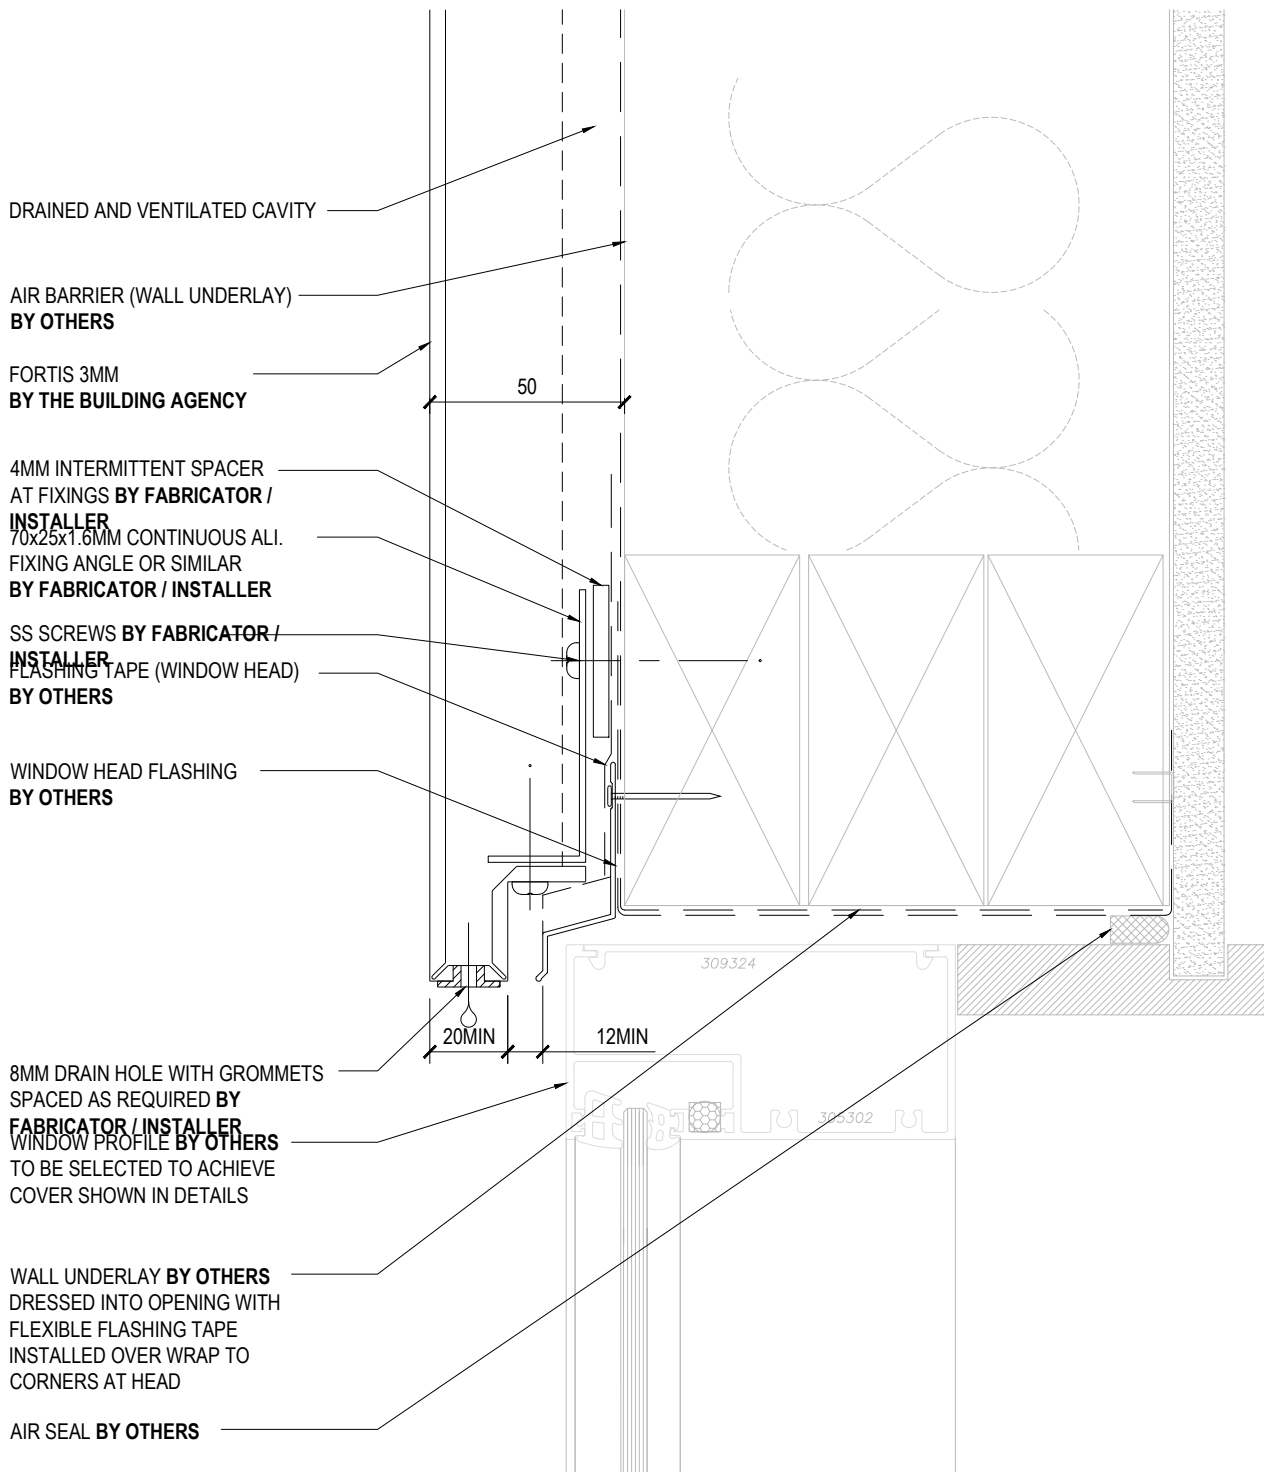 DRAINED AND VENTILATED CAVITY
AIR BARRIER (WALL UNDERLAY)
BY OTHERS
FORTIS 3MM
BY THE BUILDING AGENCY
50
4MM INTERMITTENT SPACER
AT FIXINGS BY FABRICATOR /
INSTALLER
70x25x1.6MM CONTINUOUS ALI.
FIXING ANGLE OR SIMILAR
BY FABRICATOR / INSTALLER
SS SCREWS BY FABRICATOR /
INSTALLER
FLASHING TAPE (WINDOW HEAD)
BY OTHERS
WINDOW HEAD FLASHING
BY OTHERS
309324
20MIN
12MIN
8MM DRAIN HOLE WITH GROMMETS
SPACED AS REQUIRED BY
FABRICATOR / INSTALLER
305302
WINDOW PROFILE BY OTHERS
TO BE SELECTED TO ACHIEVE
COVER SHOWN IN DETAILS
WALL UNDERLAY BY OTHERS
DRESSED INTO OPENING WITH
FLEXIBLE FLASHING TAPE
INSTALLED OVER WRAP TO
CORNERS AT HEAD
AIR SEAL BY OTHERS